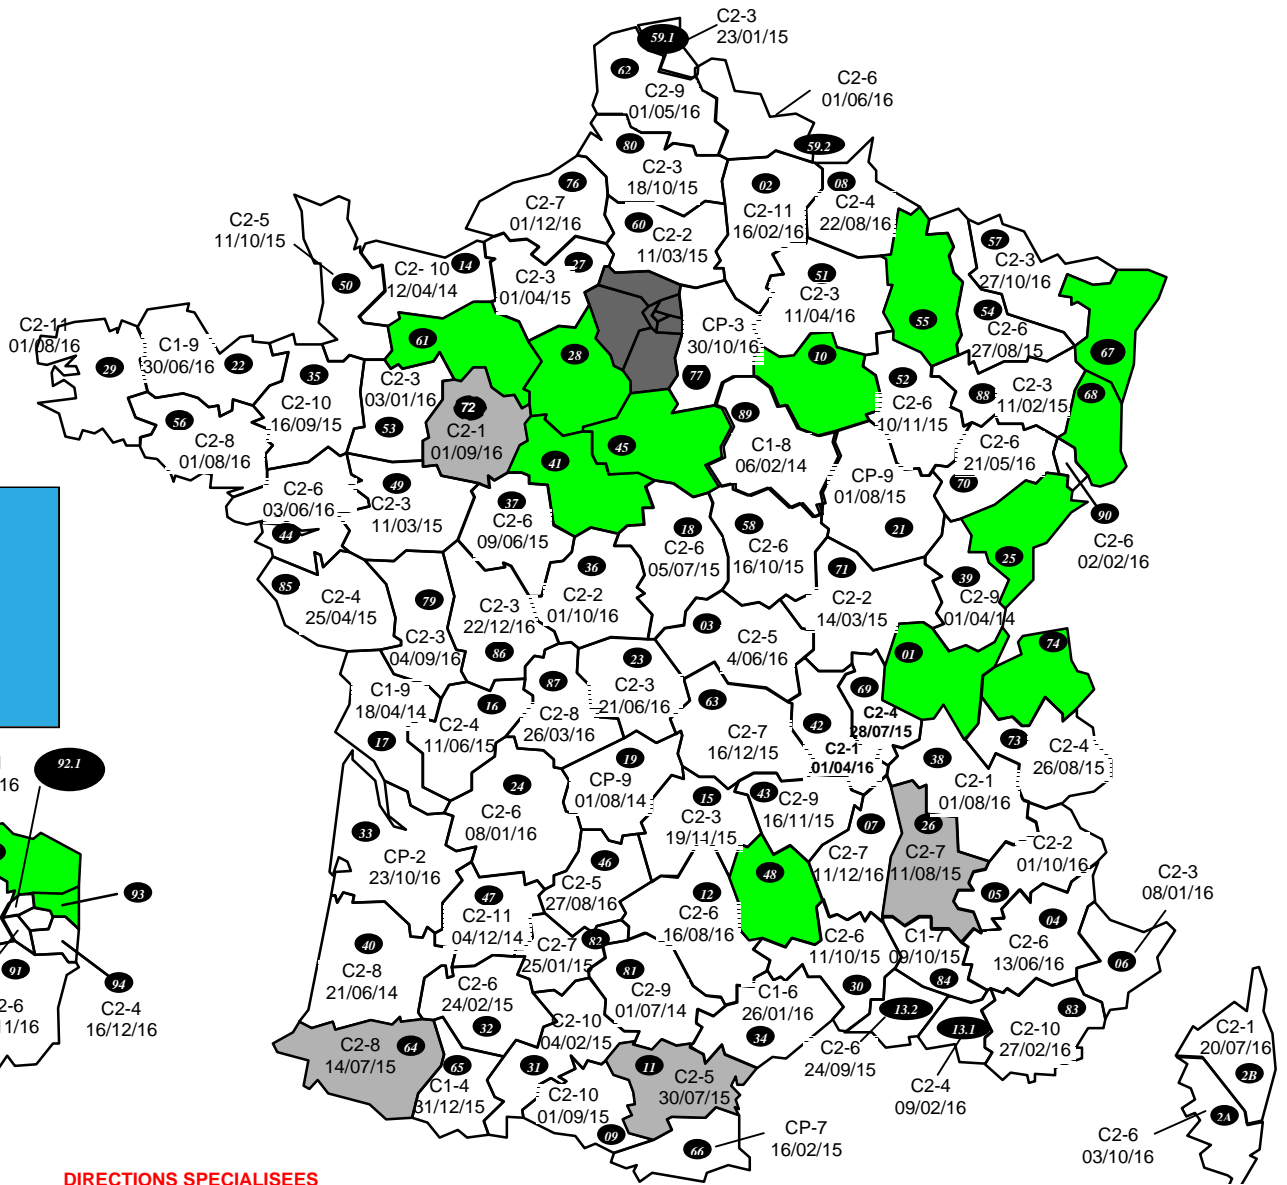 C2-3
23/01/15
59.1
62
C2-9
01/05/16
C2-6
01/06/16
59.2
80
C2-3
18/10/15
76
C2-7
01/12/16
02
C2-11
16/02/16
08
C2-4
22/08/16
60
C2-2
11/03/15
C2-5
11/10/15
50
C2- 10
12/04/14
14
C2-3
01/04/15
27
51
C2-3
11/04/16
57
C2-3
27/10/16
54
C2-6
27/08/15
55
67
68
C2-11
01/08/16
29
C1-9
30/06/16
22
35
C2-10
16/09/15
56
C2-8
01/08/16
61
28
C2-3
03/01/16
53
72
C2-1
01/09/16
CP-3
30/10/16
77
10
52
C2-6
10/11/15
88
C2-3
11/02/15
89
C1-8
06/02/14
45
41
C2-6
21/05/16
70
90
C2-6
02/02/16
CP-9
01/08/15
21
25
C2-6
03/06/16
44
49
C2-3
11/03/15
37
C2-6
09/06/15
18
C2-6
05/07/15
58
C2-6
16/10/15
36
C2-2
01/10/16
71
C2-2
14/03/15
39
C2-9
01/04/14
85
C2-4
25/04/15
79
C2-3
04/09/16
C2-3
22/12/16
86
03
C2-5
4/06/16
01
74
C1-9
18/04/14
17
16
C2-4
11/06/15
87
C2-8
26/03/16
23
C2-3
21/06/16
63
C2-7
16/12/15
42
C2-1
01/04/16
69
C2-4
28/07/15
73
C2-4
26/08/15
38
C2-1
01/08/16
92.1
16
19
CP-9
01/08/14
24
C2-6
08/01/16
15
C2-3
19/11/15
43
C2-9
16/11/15
07
C2-7
11/12/16
26
C2-7
11/08/15
C2-2
01/10/16
05
33
CP-2
23/10/16
46
C2-5
27/08/16
48
12
C2-6
16/08/16
47
C2-11
04/12/14
93
C2-3
08/01/16
06
04
C2-6
13/06/16
40
C2-8
21/06/14
C2-7
25/01/15
82
81
C2-9
01/07/14
C2-6
11/10/15
30
C1-7
09/10/15
84
91
94
C2-4
16/12/16
C2-6
24/02/15
32
C1-6
26/01/16
34
13.2
C2-6
24/09/15
13.1
C2-4
09/02/16
83
C2-10
27/02/16
C2-8
14/07/15
64
65
C1-4
31/12/15
C2-10
04/02/15
31
C2-10
01/09/15
09
11
C2-5
30/07/15
CP-7
16/02/15
66
C2-1
20/07/16
2B
2A
C2-6
03/10/16
DIRECTIONS SPECIALISEES